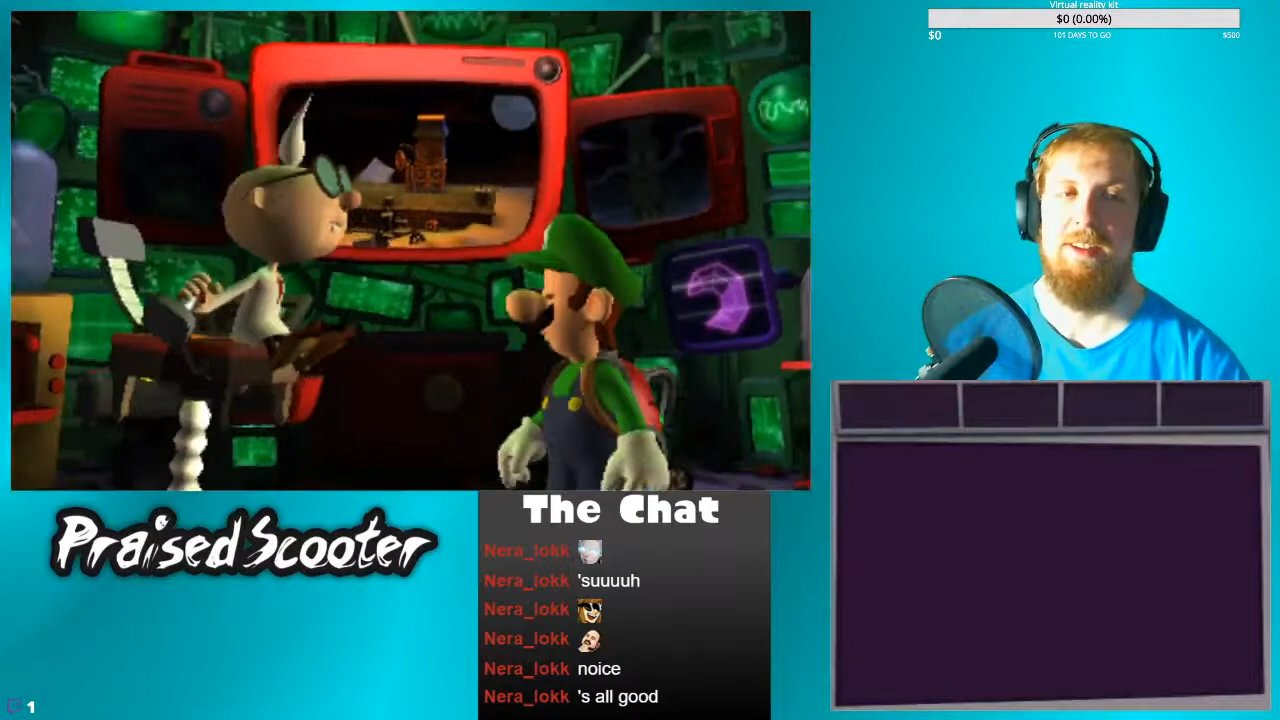 Virtual reality kit
$0 (0.00%)
$0
101 DAYS TO GO
$500
PraisedScooter
The Chat
Nera_lokk
Nera_lokk 'suuuuh
Nera_lokk
Nera_lokk
Nera_lokk noice
Nera_lokk 's all good
1